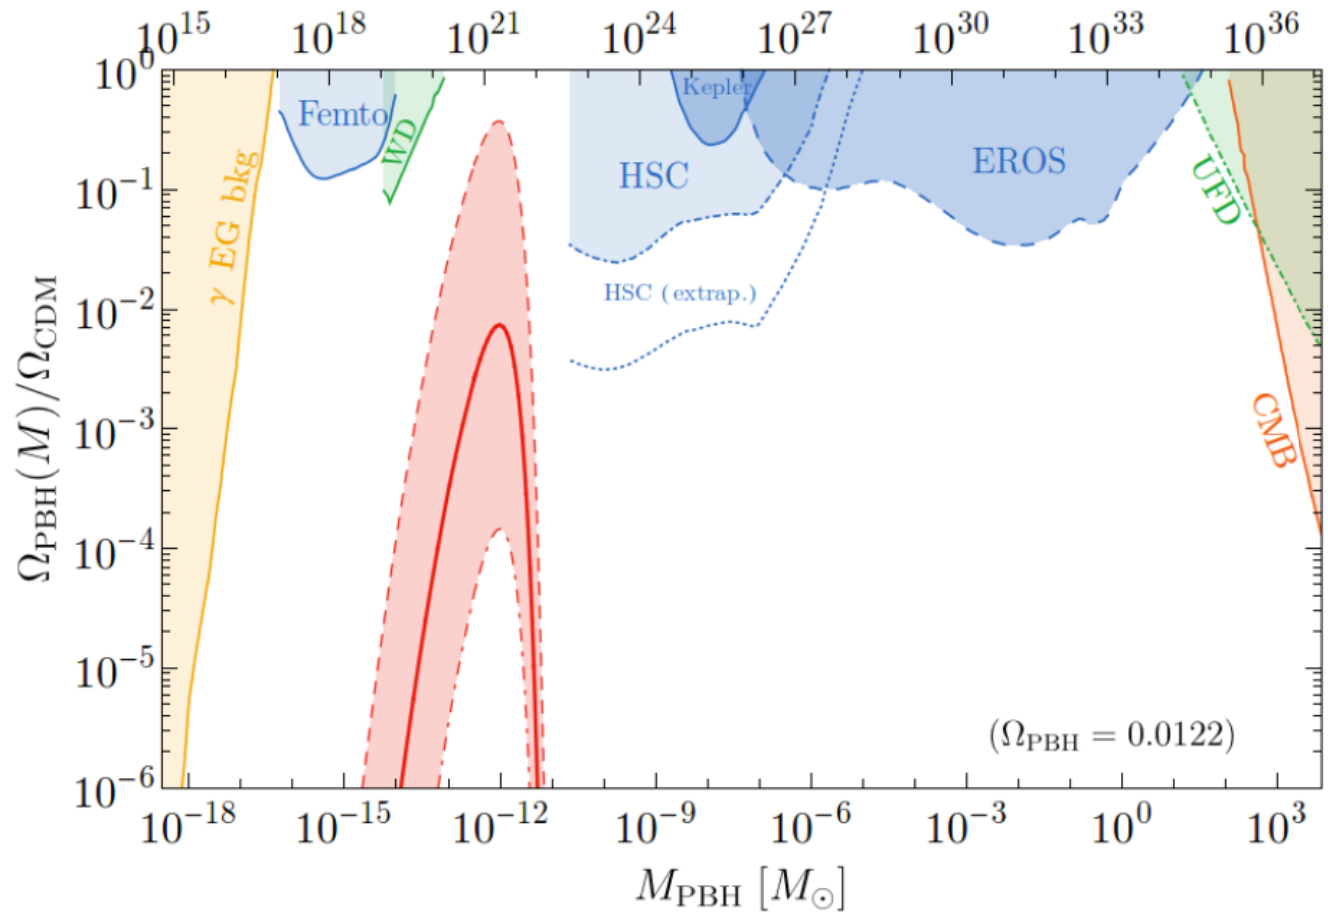 10^15 10^18 10^21 10^24 10^27 10^30 10^33 10^36
10^0
10^-1
10^-2
10^-3
10^-4
10^-5
10^-6
Ω_PBH(M)/Ω_CDM
γ EG bkg
Femto
WD
Kepler
HSC
HSC (extrap.)
EROS
UFD
CMB
(Ω_PBH = 0.0122)
10^-18 10^-15 10^-12 10^-9 10^-6 10^-3 10^0 10^3
M_PBH [M_⊙]